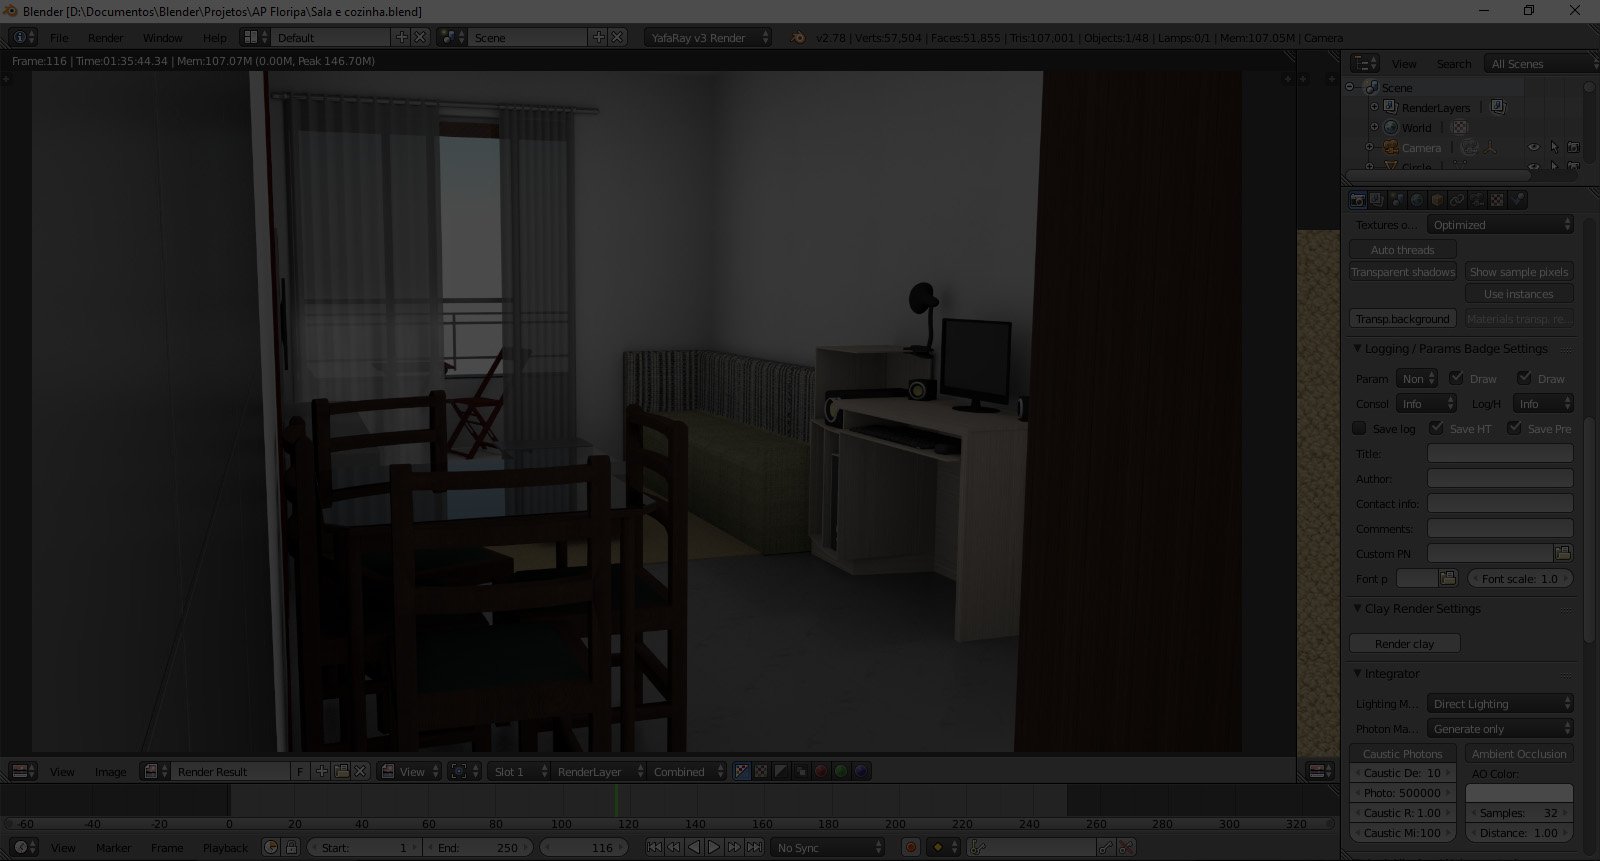 Blender [D:\Documentos\Blender\Projetos\AP Floripa\Sala e cozinha.blend]
File Render Window Help Default Scene YafaRay v3 Render v2.78 | Verts:57,504 | Faces:51,855 | Tris:107,001 | Objects:1/48 | Lamps:0/1 | Mem:107.05M | Camera
Frame:116 | Time:01:35:44.34 | Mem:107.07M (0.00M, Peak 146.70M)
View Search All Scenes
Scene
RenderLayers |
World |
Camera |
Circle |
Textures o... Optimized
Auto threads
Transparent shadows Show sample pixels
Use instances
Transp.background Materials transp. re...
Logging / Params Badge Settings
Param Non Draw Draw
Consol Info Log/H Info
Save log Save HT Save Pre
Title:
Author:
Contact info:
Comments:
Custom PN
Font p Font scale: 1.0
Clay Render Settings
Render clay
Integrator
Lighting M... Direct Lighting
Photon Ma... Generate only
Caustic Photons Ambient Occlusion
Caustic De: 10 AO Color:
Photo: 500000
Caustic R: 1.00 Samples: 32
Caustic Mi:100 Distance: 1.00
View Image Render Result F View Slot 1 RenderLayer Combined
-60 -40 -20 0 20 40 60 80 100 120 140 160 180 200 220 240 260 280 300 320
View Marker Frame Playback Start: 1 End: 250 116 No Sync